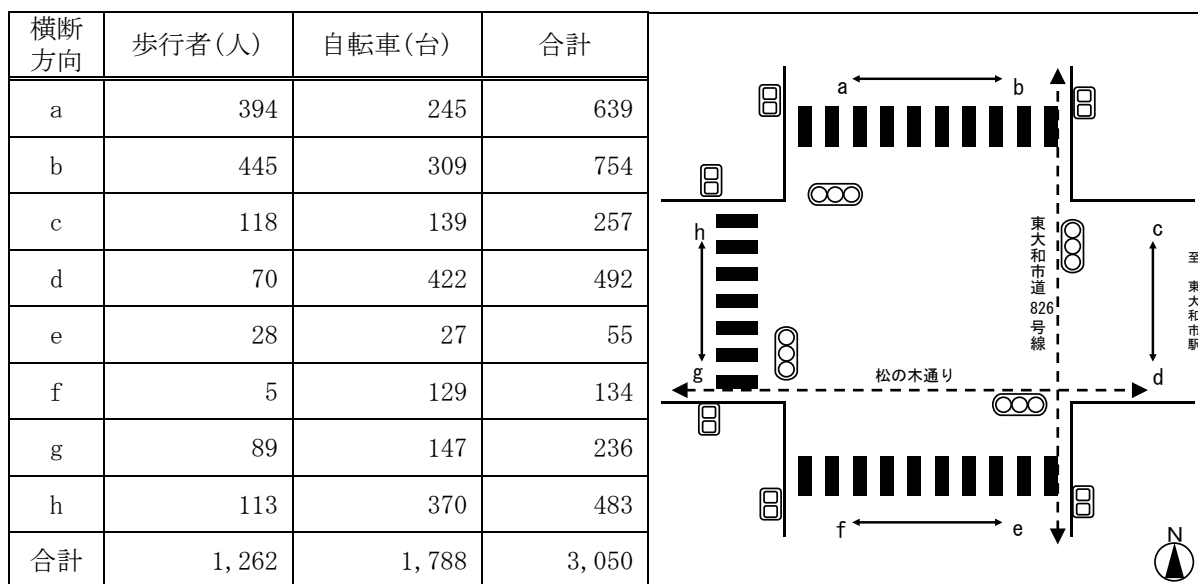 横断方向 歩行者(人) 自転車(台) 合計
a 394 245 639
b 445 309 754
c 118 139 257
d 70 422 492
e 28 27 55
f 5 129 134
g 89 147 236
h 113 370 483
合計 1,262 1,788 3,050
a b
h
c
東大和市道826号線
至 東大和市駅
g
松の木通り
d
f e
N